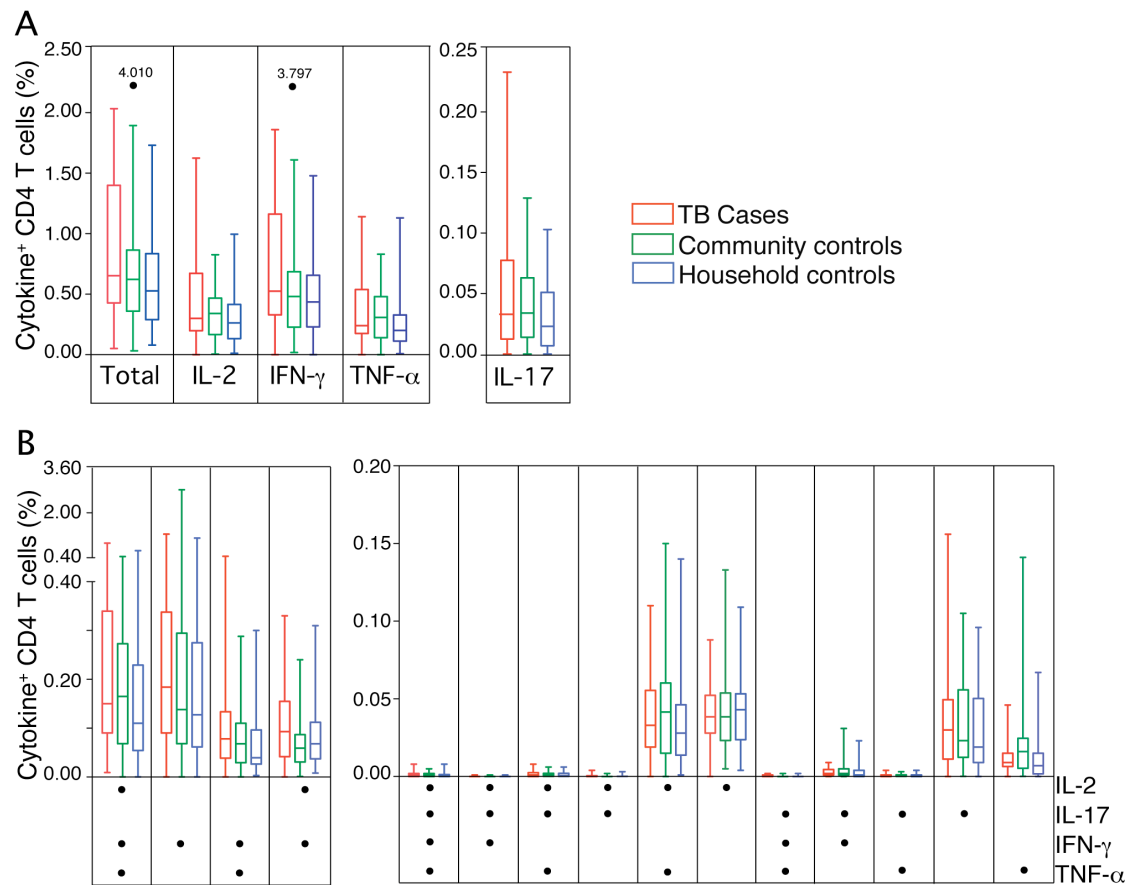 A
Cytokine⁺ CD4 T cells (%)
2.50
2.00
1.50
1.00
0.50
0.00
4.010
3.797
Total IL-2 IFN-γ TNF-α
0.25
0.20
0.15
0.10
0.05
0.00
IL-17
TB Cases
Community controls
Household controls
B
Cytokine⁺ CD4 T cells (%)
3.60
2.00
0.40
0.40
0.20
0.00
0.20
0.15
0.10
0.05
0.00
IL-2
IL-17
IFN-γ
TNF-α